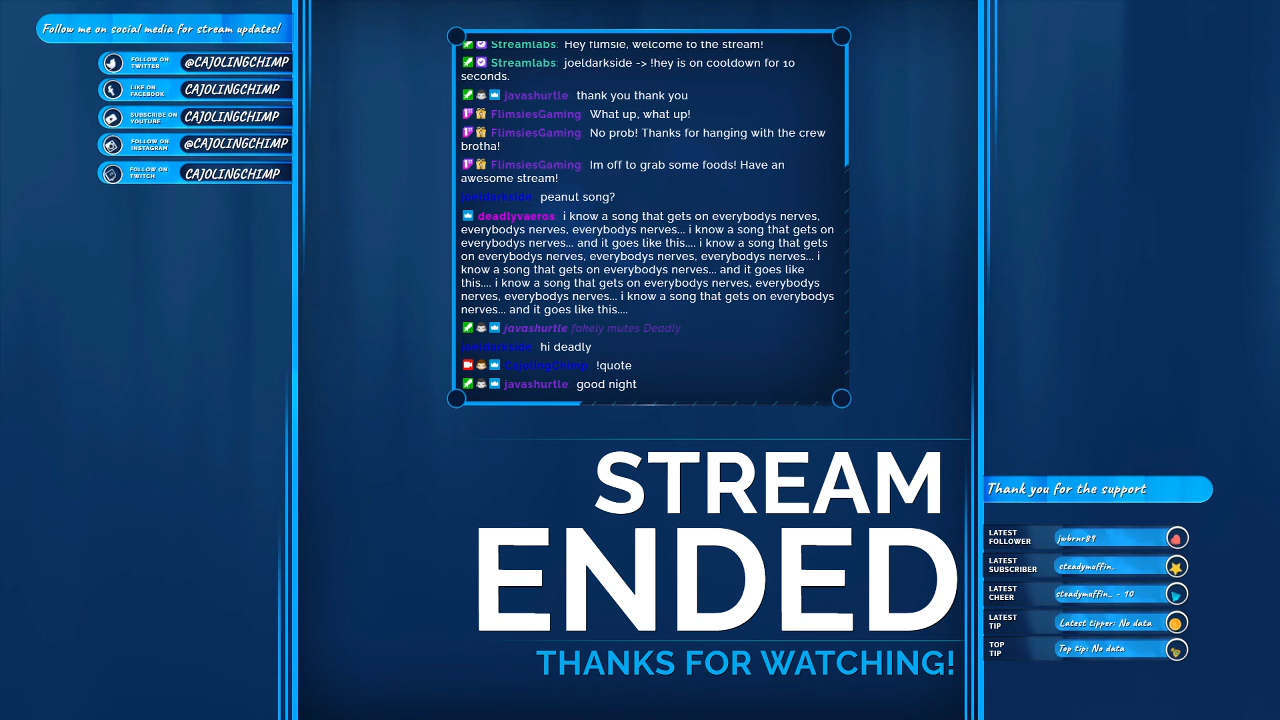 Follow me on social media for stream updates!
FOLLOW ON
TWITTER
@CAJOLINGCHIMP
LIKE ON
FACEBOOK
CAJOLINGCHIMP
SUBSCRIBE ON
YOUTUBE
CAJOLINGCHIMP
FOLLOW ON
INSTAGRAM
@CAJOLINGCHIMP
FOLLOW ON
TWITCH
CAJOLINGCHIMP
Streamlabs: Hey flimsie, welcome to the stream!
Streamlabs: joeldarkside -> !hey is on cooldown for 10
seconds.
javashurtle: thank you thank you
FlimsiesGaming: What up, what up!
FlimsiesGaming: No prob! Thanks for hanging with the crew
brotha!
FlimsiesGaming: Im off to grab some foods! Have an
awesome stream!
joeldarkside: peanut song?
deadlyvaeros: i know a song that gets on everybodys nerves,
everybodys nerves, everybodys nerves... i know a song that gets on
everybodys nerves... and it goes like this.... i know a song that gets
on everybodys nerves, everybodys nerves, everybodys nerves... i
know a song that gets on everybodys nerves... and it goes like
this.... i know a song that gets on everybodys nerves, everybodys
nerves, everybodys nerves... i know a song that gets on everybodys
nerves... and it goes like this....
javashurtle fakely mutes Deadly
joeldarkside: hi deadly
CajolingChimp: !quote
javashurtle: good night
STREAM
ENDED
THANKS FOR WATCHING!
Thank you for the support
LATEST
FOLLOWER
jwbrnr89
LATEST
SUBSCRIBER
steadymuffin_
LATEST
CHEER
steadymuffin_ - 10
LATEST
TIP
Latest tipper: No data
TOP
TIP
Top tip: No data